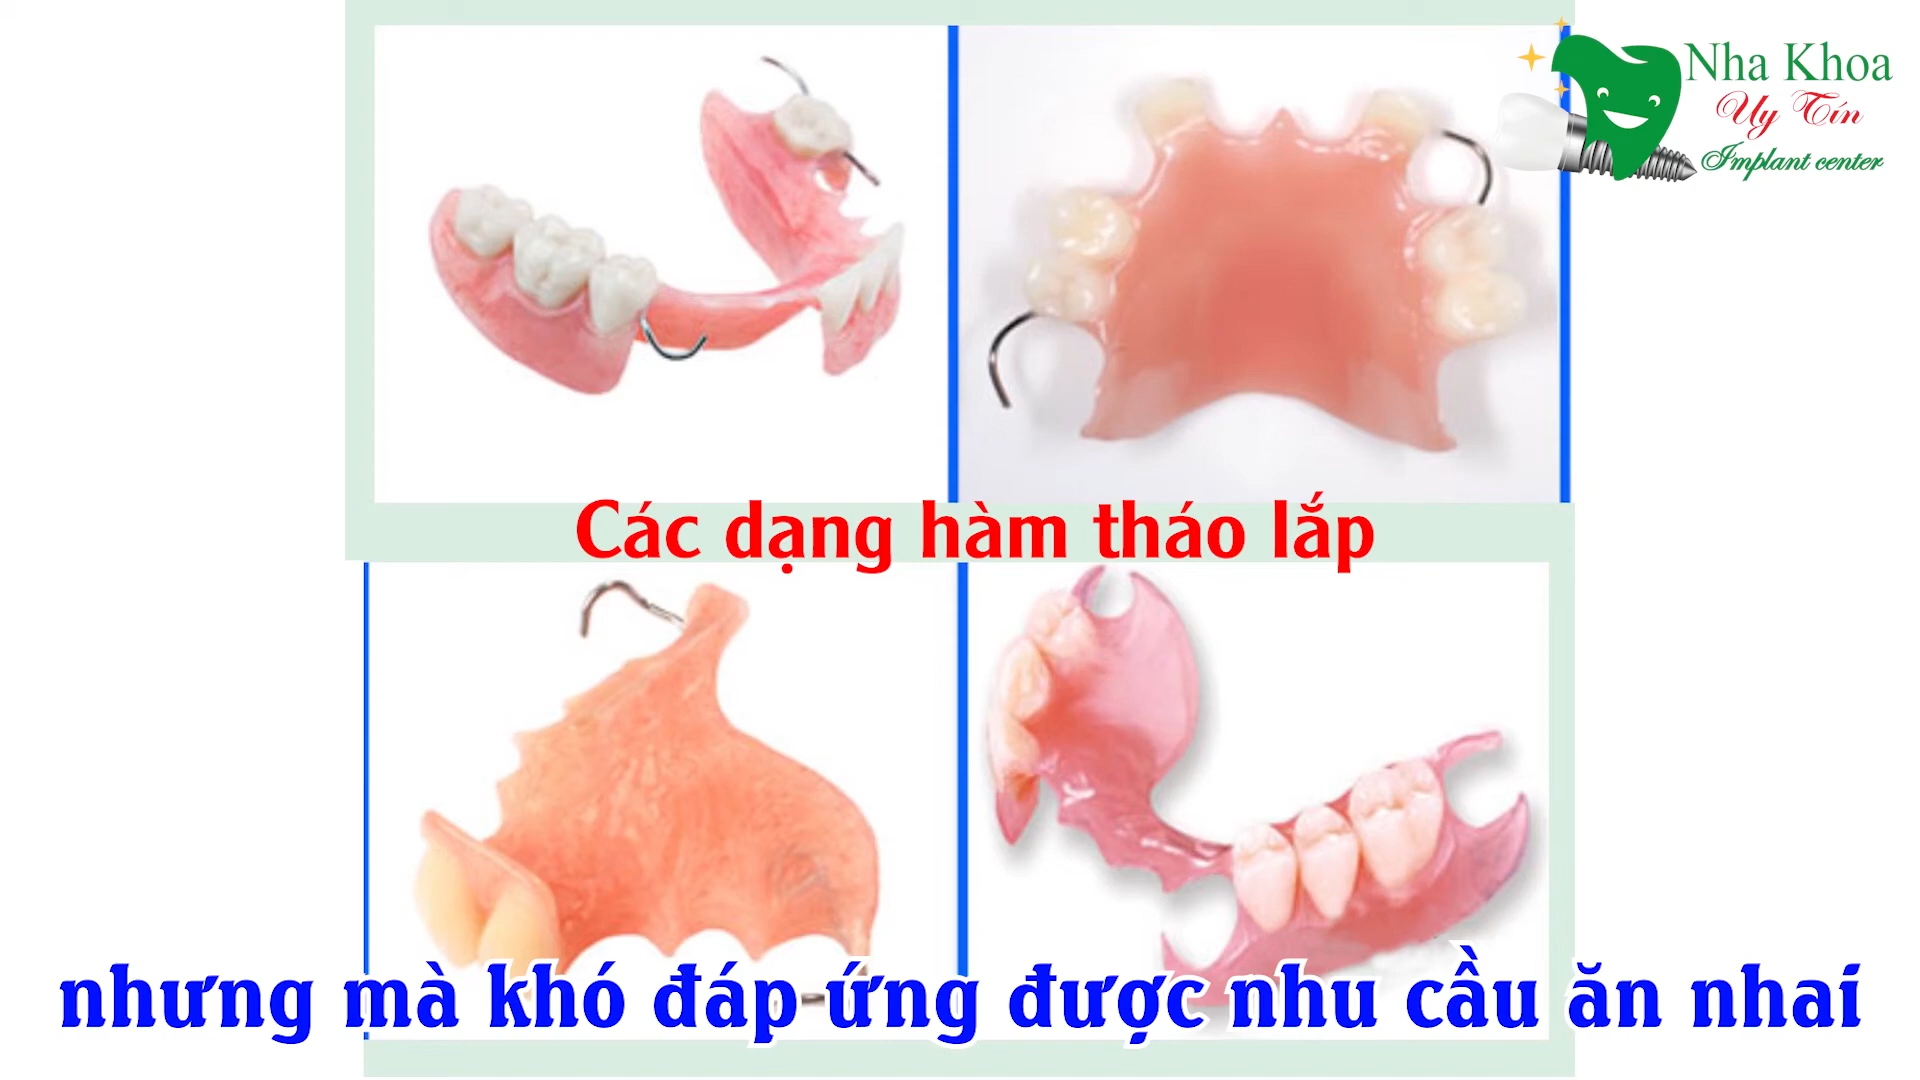 Nha Khoa
Uy Tín
Implant center
Các dạng hàm tháo lắp
nhưng mà khó đáp ứng được nhu cầu ăn nhai